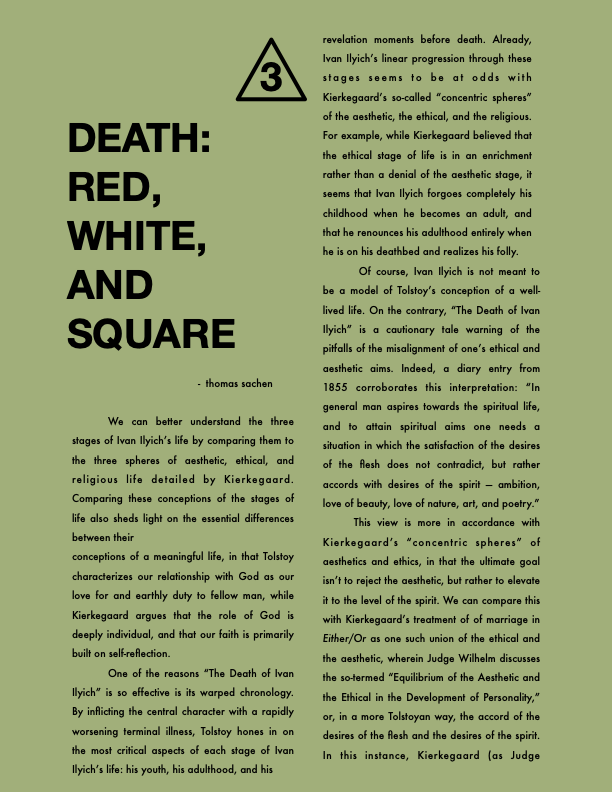 3
DEATH:
RED,
WHITE,
AND
SQUARE
- thomas sachen
We can better understand the three
stages of Ivan Ilyich's life by comparing them to
the three spheres of aesthetic, ethical, and
religious life detailed by Kierkegaard.
Comparing these conceptions of the stages of
life also sheds light on the essential differences
between their
conceptions of a meaningful life, in that Tolstoy
characterizes our relationship with God as our
love for and earthly duty to fellow man, while
Kierkegaard argues that the role of God is
deeply individual, and that our faith is primarily
built on self-reflection.
One of the reasons “The Death of Ivan
Ilyich” is so effective is its warped chronology.
By inflicting the central character with a rapidly
worsening terminal illness, Tolstoy hones in on
the most critical aspects of each stage of Ivan
Ilyich's life: his youth, his adulthood, and his
revelation moments before death. Already,
Ivan Ilyich's linear progression through these
stages seems to be at odds with
Kierkegaard's so-called “concentric spheres”
of the aesthetic, the ethical, and the religious.
For example, while Kierkegaard believed that
the ethical stage of life is in an enrichment
rather than a denial of the aesthetic stage, it
seems that Ivan Ilyich forgoes completely his
childhood when he becomes an adult, and
that he renounces his adulthood entirely when
he is on his deathbed and realizes his folly.
Of course, Ivan Ilyich is not meant to
be a model of Tolstoy's conception of a well-
lived life. On the contrary, “The Death of Ivan
Ilyich” is a cautionary tale warning of the
pitfalls of the misalignment of one's ethical and
aesthetic aims. Indeed, a diary entry from
1855 corroborates this interpretation: “In
general man aspires towards the spiritual life,
and to attain spiritual aims one needs a
situation in which the satisfaction of the desires
of the flesh does not contradict, but rather
accords with desires of the spirit — ambition,
love of beauty, love of nature, art, and poetry.”
This view is more in accordance with
Kierkegaard's “concentric spheres” of
aesthetics and ethics, in that the ultimate goal
isn't to reject the aesthetic, but rather to elevate
it to the level of the spirit. We can compare this
with Kierkegaard's treatment of of marriage in
Either/Or as one such union of the ethical and
the aesthetic, wherein Judge Wilhelm discusses
the so-termed “Equilibrium of the Aesthetic and
the Ethical in the Development of Personality,”
or, in a more Tolstoyan way, the accord of the
desires of the flesh and the desires of the spirit.
In this instance, Kierkegaard (as Judge